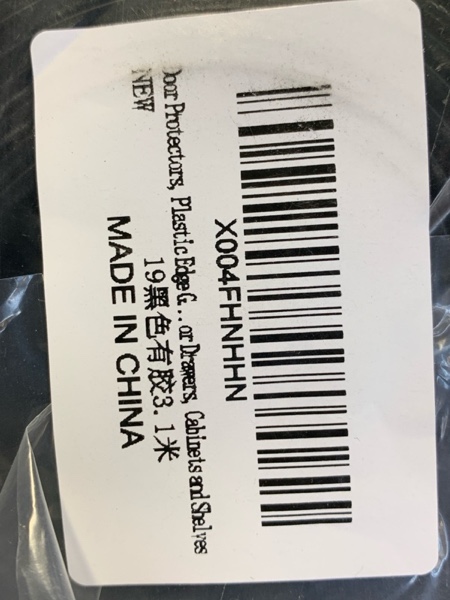 X004FHNHHN
Door Protectors, Plastic Edge G...or Drawers, Cabinets and Shelves
NEW
19黑色有胶3.1米
MADE IN CHINA